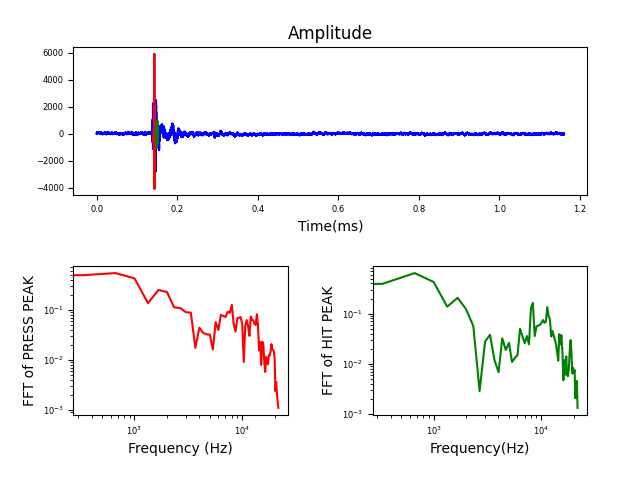 Amplitude
6000
4000
2000
0
−2000
−4000
0.0 0.2 0.4 0.6 0.8 1.0 1.2
Time(ms)
FFT of PRESS PEAK
10⁻¹
10⁻²
10⁻³
10³ 10⁴
Frequency (Hz)
FFT of HIT PEAK
10⁻¹
10⁻²
10⁻³
10³ 10⁴
Frequency(Hz)